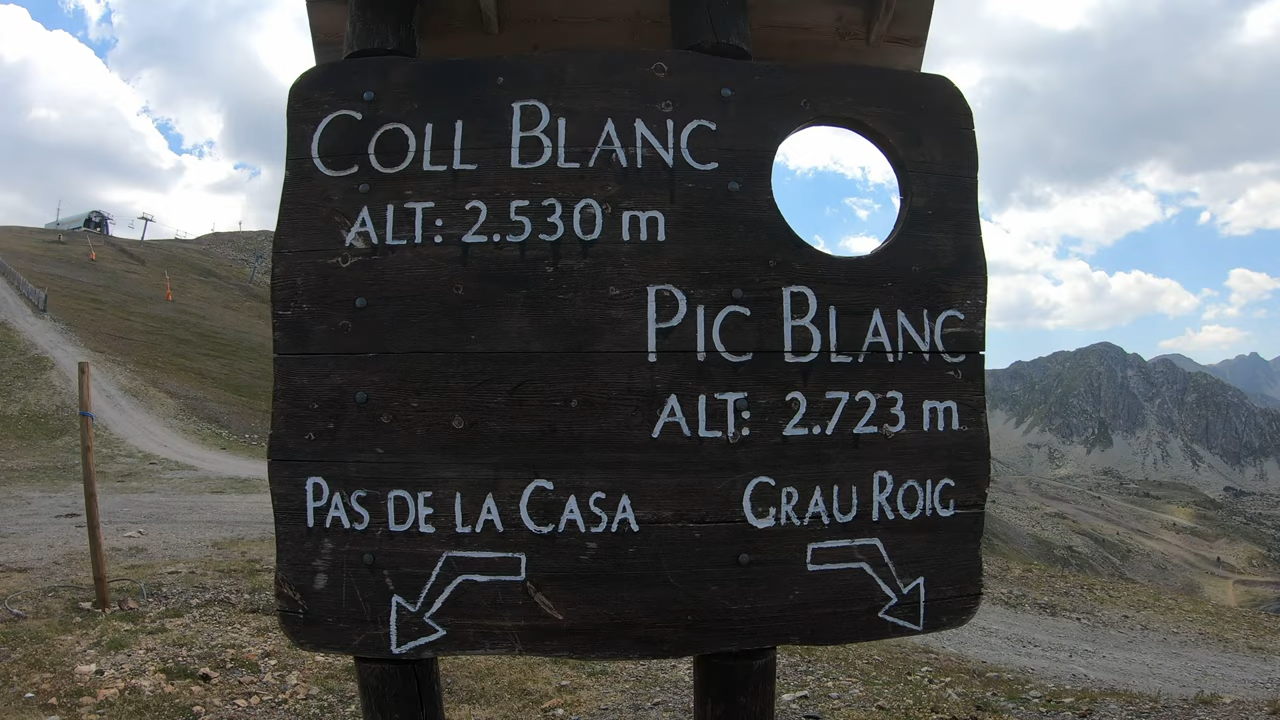 COLL BLANC
ALT: 2.530 m
PIC BLANC
ALT: 2.723 m
PAS DE LA CASA
GRAU ROIG